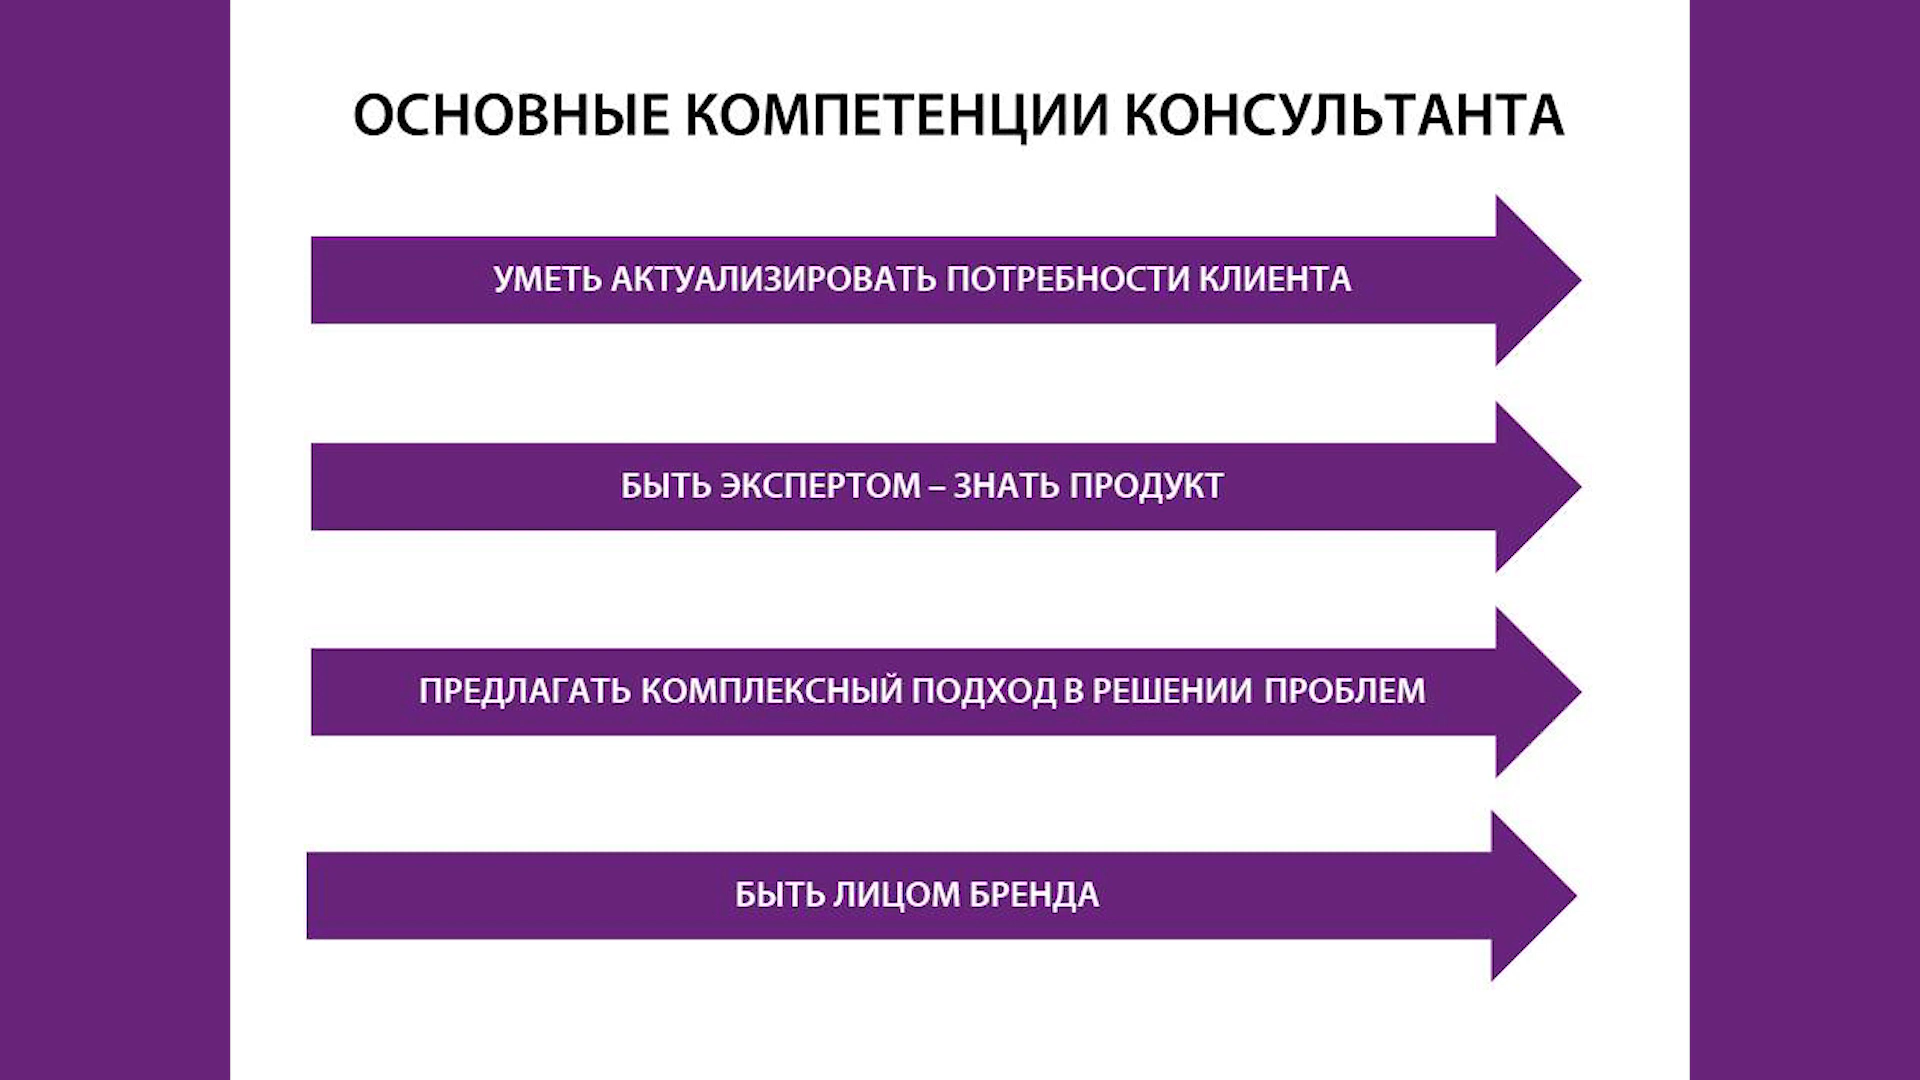 ОСНОВНЫЕ КОМПЕТЕНЦИИ КОНСУЛЬТАНТА
УМЕТЬ АКТУАЛИЗИРОВАТЬ ПОТРЕБНОСТИ КЛИЕНТА
БЫТЬ ЭКСПЕРТОМ – ЗНАТЬ ПРОДУКТ
ПРЕДЛАГАТЬ КОМПЛЕКСНЫЙ ПОДХОД В РЕШЕНИИ ПРОБЛЕМ
БЫТЬ ЛИЦОМ БРЕНДА